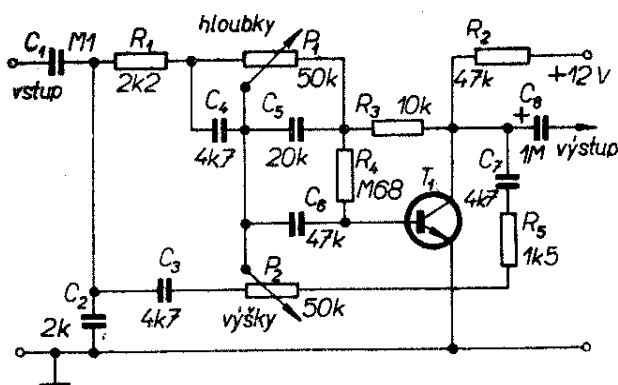 hloubky
C1 M1 R1 P1 R2
vstup 2k2 50k 47k +12V
C4 C5 R3 10k C8
4k7 20k + 1M výstup
R4 M68 T1 C7 4k7
C6 47k R5 1k5
C3 P2
C2 2k 4k7 výšky 50k